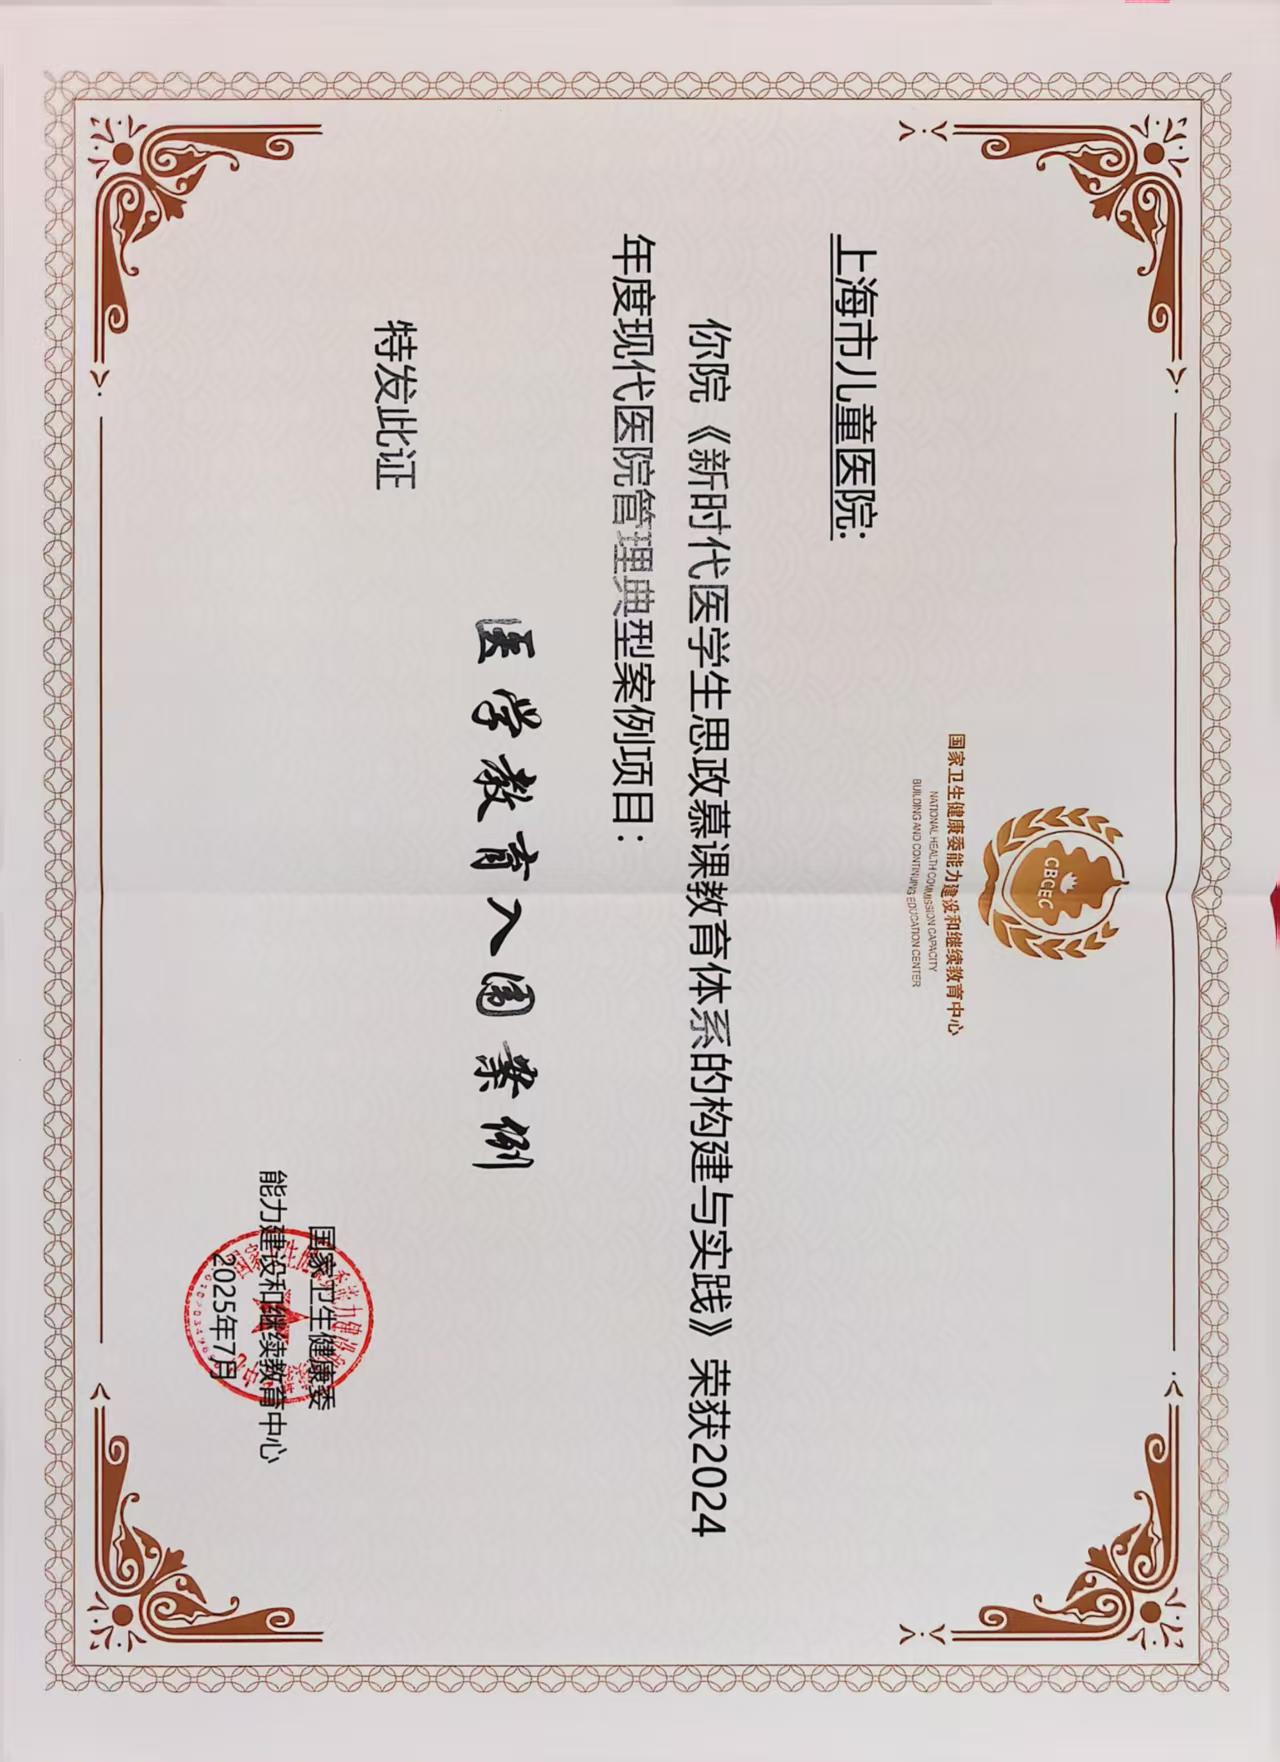 CBCEC
国家卫生健康委能力建设和继续教育中心
NATIONAL HEALTH COMMISSION CAPACITY
BUILDING AND CONTINUING EDUCATION CENTER
上海市儿童医院:
你院《新时代医学生思政慕课教育体系的构建与实践》荣获2024
年度现代医院管理典型案例项目：
医学教育入围案例
特发此证
国家卫生健康委
能力建设和继续教育中心
2025年7月